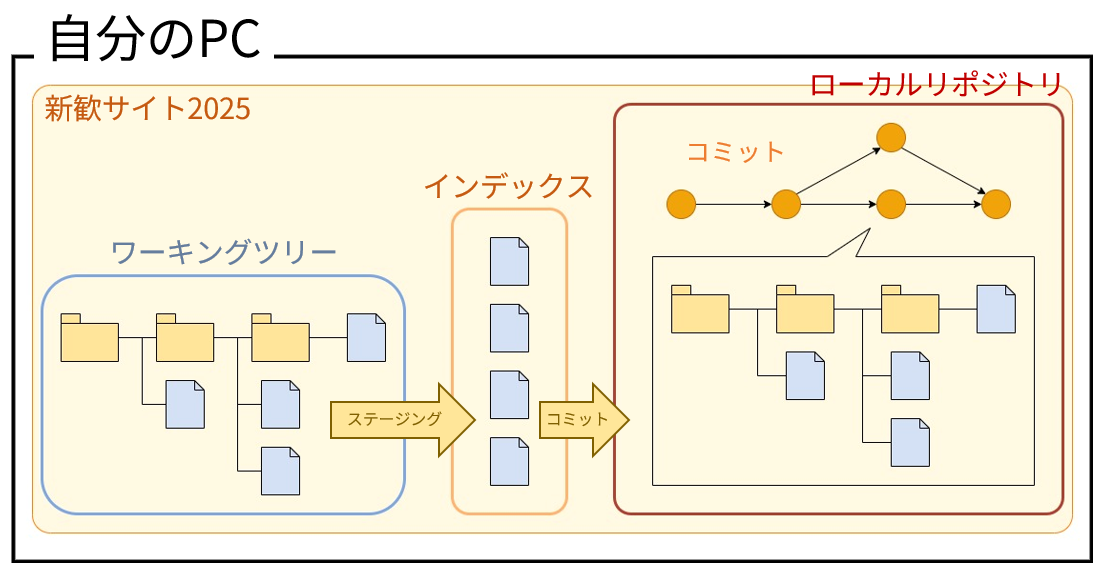 自分のPC
新歓サイト2025
ローカルリポジトリ
コミット
インデックス
ワーキングツリー
ステージング
コミット